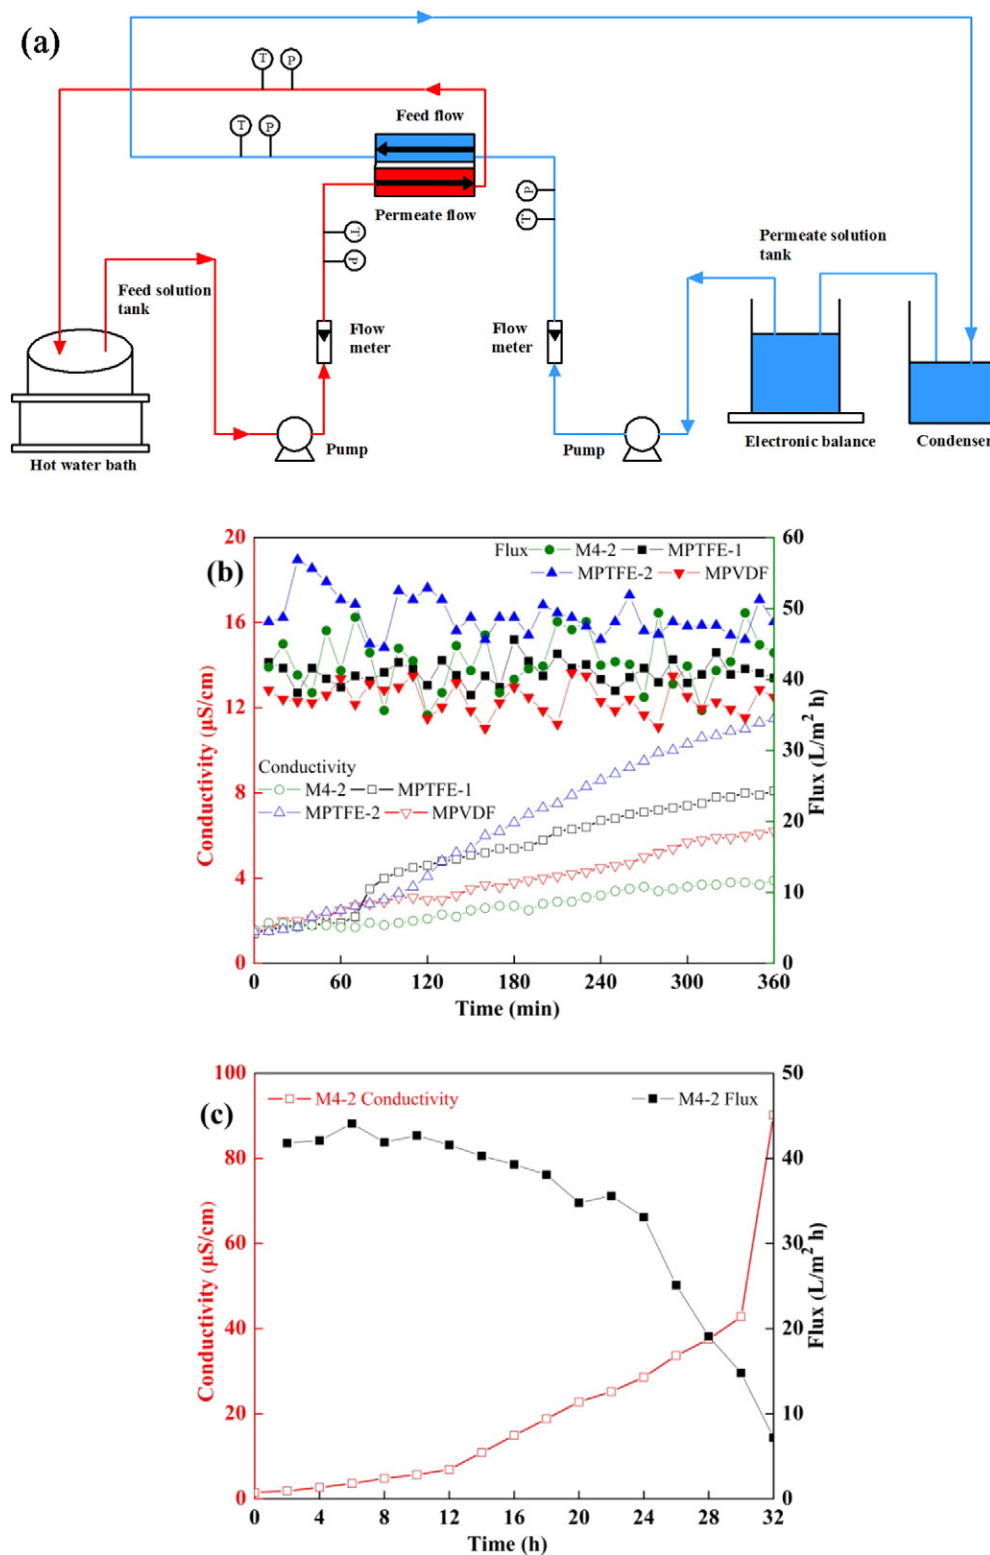 (a)
T P
T P
Feed flow
Permeate flow
P
T
T
P
Feed solution
tank
Permeate solution
tank
Flow
meter
Flow
meter
Hot water bath
Pump
Pump
Electronic balance
Condenser
(b)
Flux M4-2 MPTFE-1
MPTFE-2 MPVDF
Conductivity
M4-2 MPTFE-1
MPTFE-2 MPVDF
Conductivity (μS/cm)
20
16
12
8
4
0
Flux (L/m² h)
60
50
40
30
20
10
0
0 60 120 180 240 300 360
Time (min)
(c)
M4-2 Conductivity M4-2 Flux
Conductivity (μS/cm)
100
80
60
40
20
0
Flux (L/m² h)
50
40
30
20
10
0
0 4 8 12 16 20 24 28 32
Time (h)